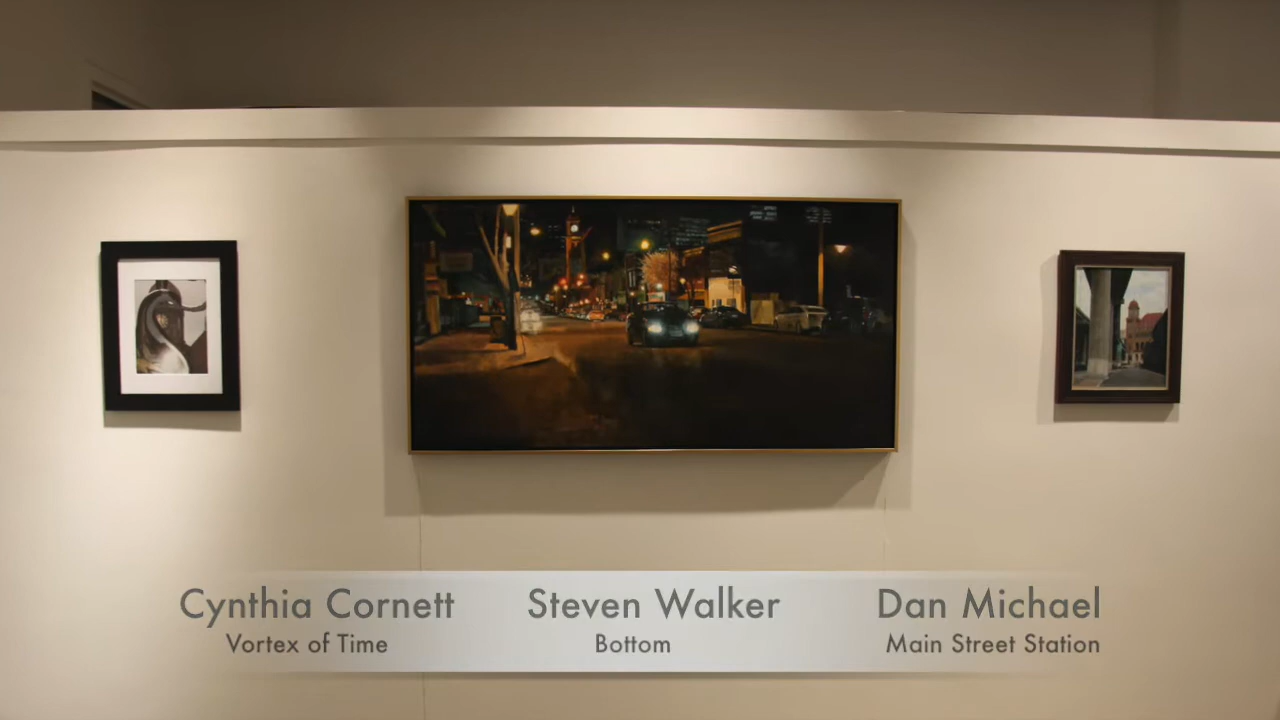 Cynthia Cornett
Vortex of Time
Steven Walker
Bottom
Dan Michael
Main Street Station